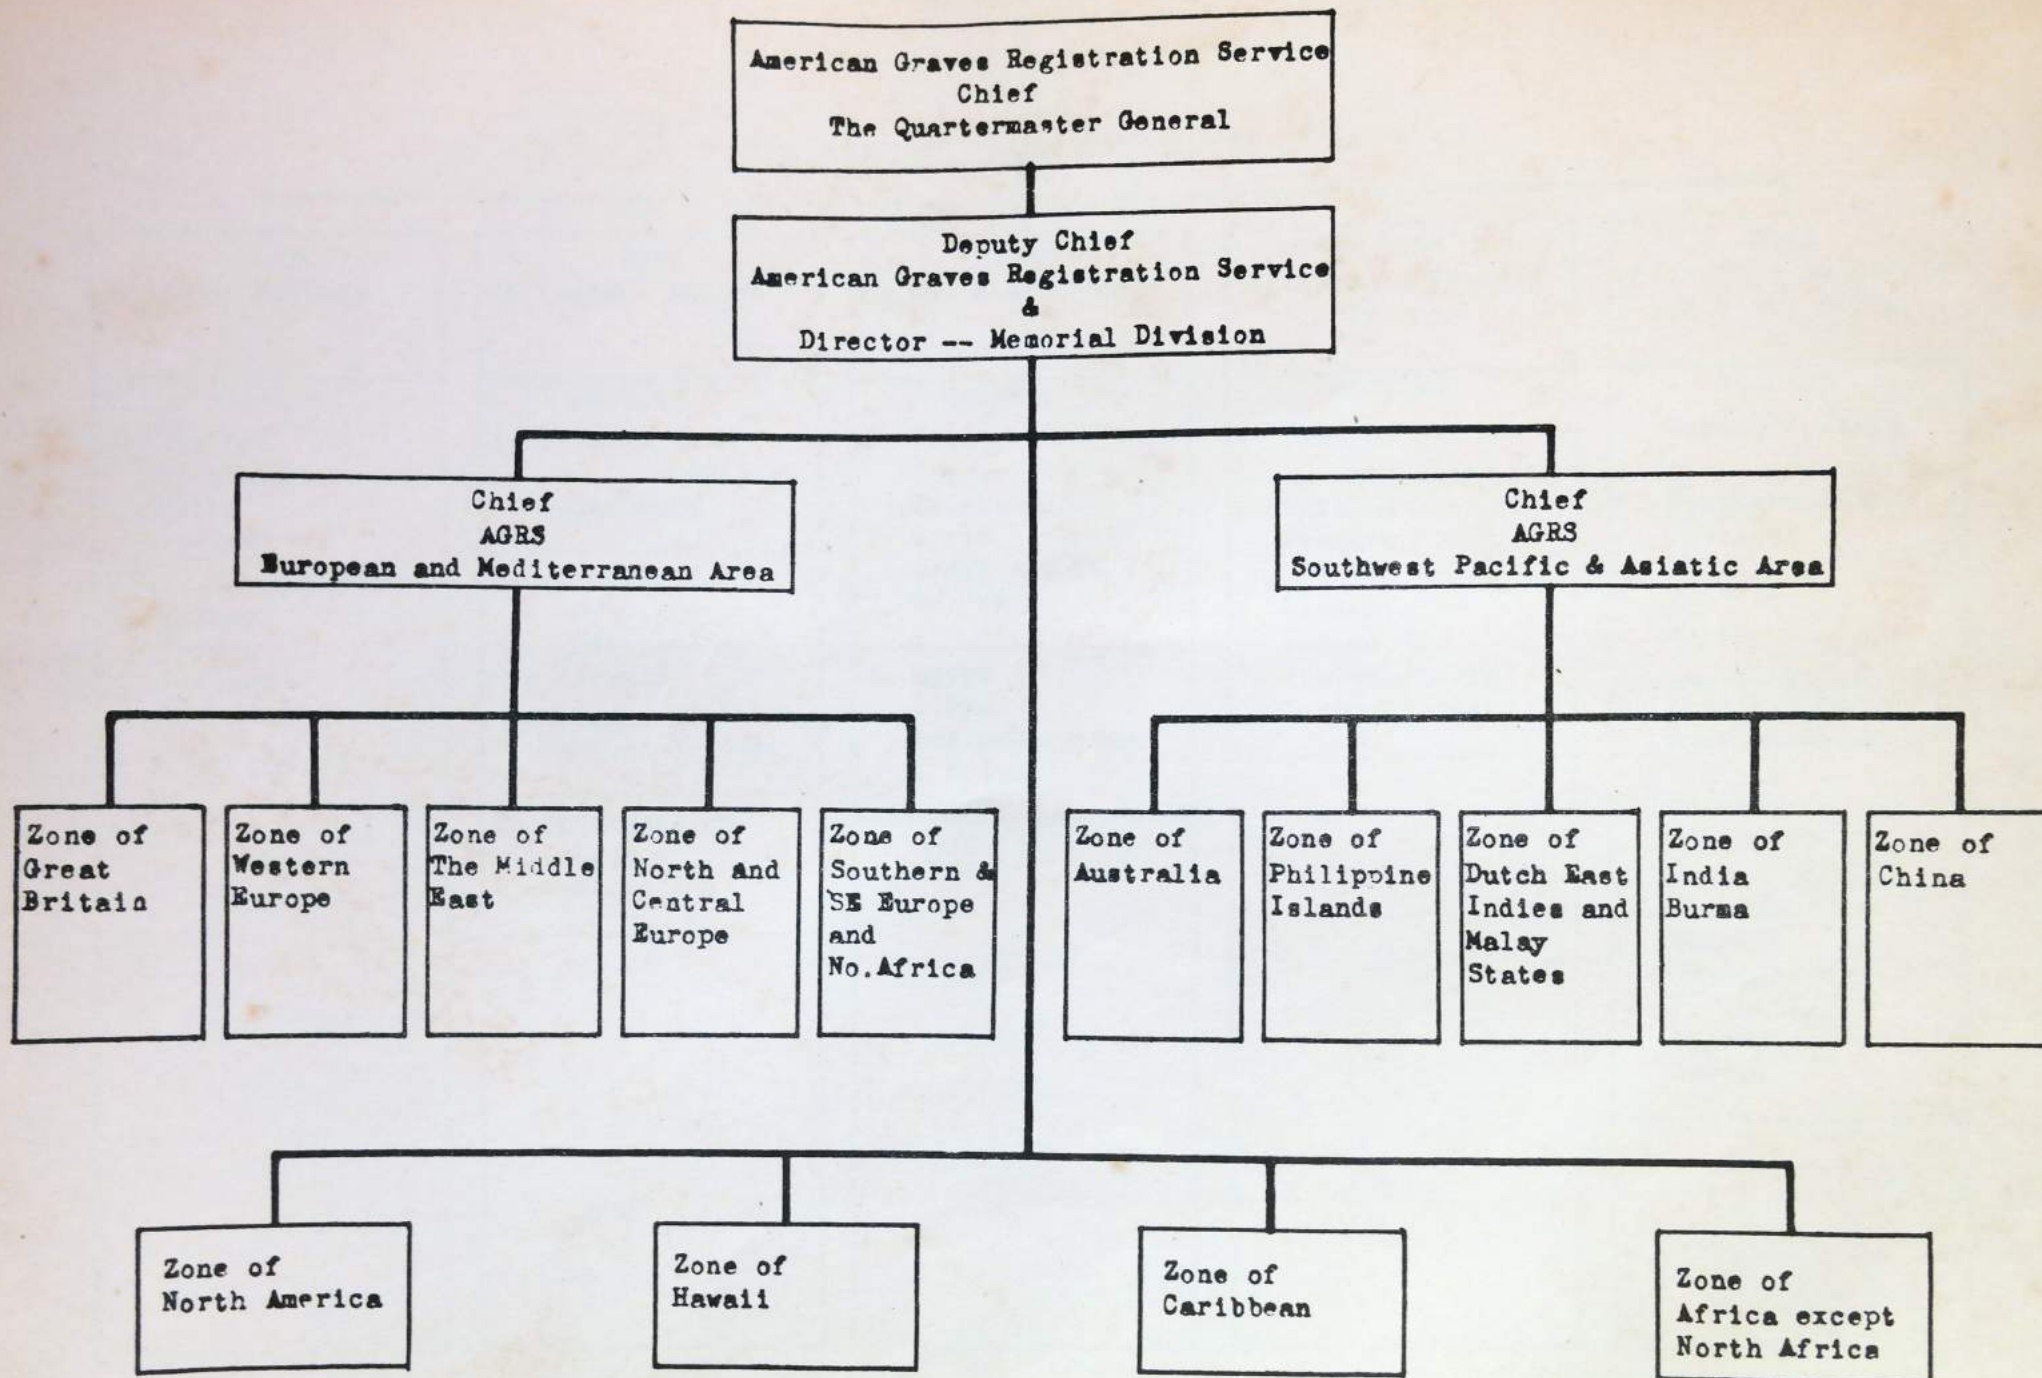 American Graves Registration Service
Chief
The Quartermaster General
Deputy Chief
American Graves Registration Service
&
Director -- Memorial Division
Chief
AGRS
European and Mediterranean Area
Chief
AGRS
Southwest Pacific & Asiatic Area
Zone of
Great
Britain
Zone of
Western
Europe
Zone of
The Middle
East
Zone of
North and
Central
Europe
Zone of
Southern &
SE Europe
and
No.Africa
Zone of
Australia
Zone of
Philippine
Islands
Zone of
Dutch East
Indies and
Malay
States
Zone of
India
Burma
Zone of
China
Zone of
North America
Zone of
Hawaii
Zone of
Caribbean
Zone of
Africa except
North Africa